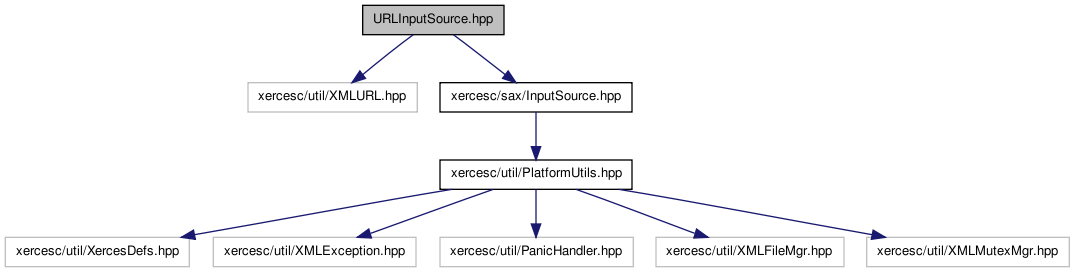 URLInputSource.hpp
xercesc/util/XMLURL.hpp
xercesc/sax/InputSource.hpp
xercesc/util/PlatformUtils.hpp
xercesc/util/XercesDefs.hpp
xercesc/util/XMLException.hpp
xercesc/util/PanicHandler.hpp
xercesc/util/XMLFileMgr.hpp
xercesc/util/XMLMutexMgr.hpp